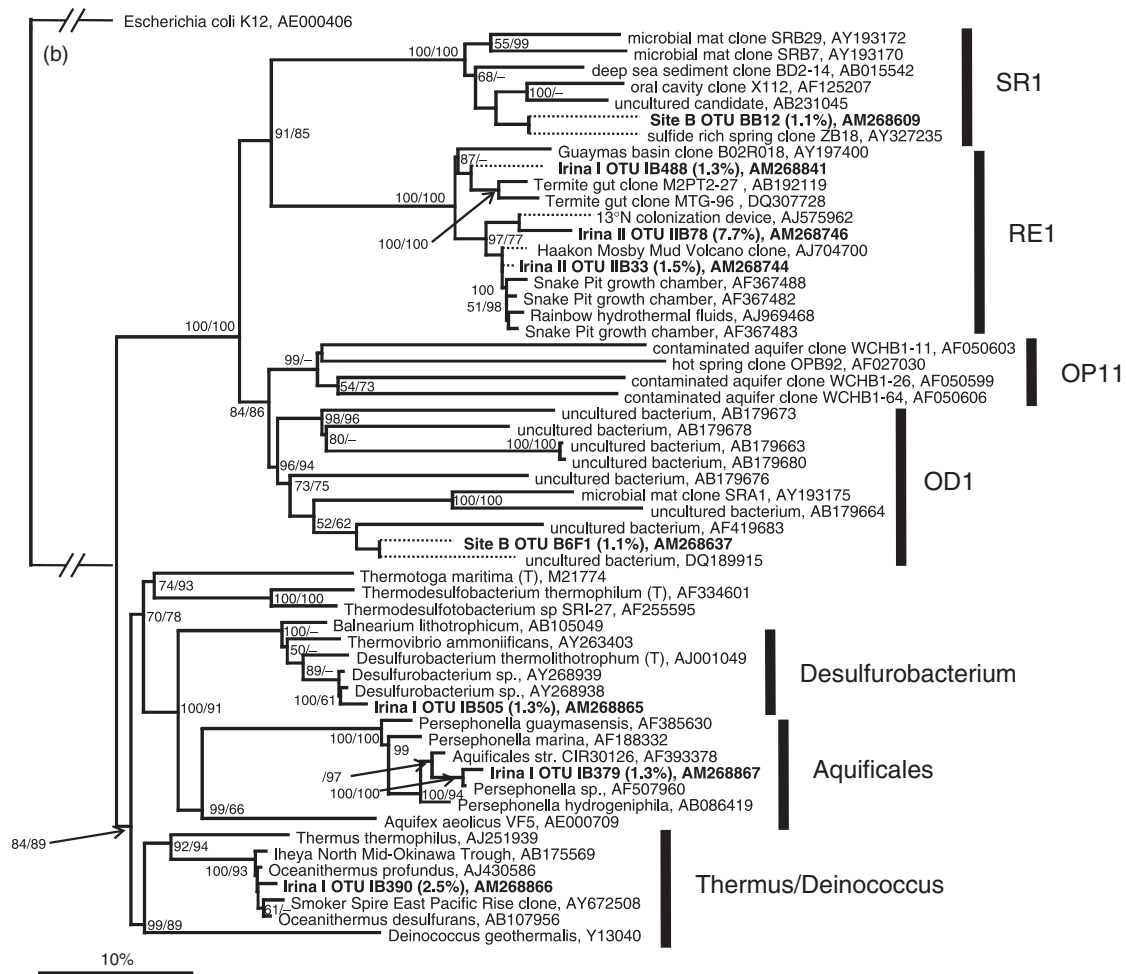 Escherichia coli K12, AE000406
(b)
microbial mat clone SRB29, AY193172
55/99
microbial mat clone SRB7, AY193170
100/100
deep sea sediment clone BD2-14, AB015542
68/–
oral cavity clone X112, AF125207
100/–
uncultured candidate, AB231045
Site B OTU BB12 (1.1%), AM268609
sulfide rich spring clone ZB18, AY327235
SR1
91/85
Guaymas basin clone B02R018, AY197400
87/–
Irina I OTU IB488 (1.3%), AM268841
Termite gut clone M2PT2-27 , AB192119
100/100
Termite gut clone MTG-96 , DQ307728
13°N colonization device, AJ575962
100/100
Irina II OTU IIB78 (7.7%), AM268746
97/77
Haakon Mosby Mud Volcano clone, AJ704700
Irina II OTU IIB33 (1.5%), AM268744
Snake Pit growth chamber, AF367488
100
Snake Pit growth chamber, AF367482
51/98
Rainbow hydrothermal fluids, AJ969468
Snake Pit growth chamber, AF367483
RE1
100/100
contaminated aquifer clone WCHB1-11, AF050603
99/–
hot spring clone OPB92, AF027030
contaminated aquifer clone WCHB1-26, AF050599
54/73
contaminated aquifer clone WCHB1-64, AF050606
OP11
84/86
uncultured bacterium, AB179673
98/96
uncultured bacterium, AB179678
80/–
100/100
uncultured bacterium, AB179663
uncultured bacterium, AB179680
96/94
uncultured bacterium, AB179676
73/75
microbial mat clone SRA1, AY193175
100/100
uncultured bacterium, AB179664
52/62
uncultured bacterium, AF419683
Site B OTU B6F1 (1.1%), AM268637
uncultured bacterium, DQ189915
OD1
Thermotoga maritima (T), M21774
74/93
Thermodesulfobacterium thermophilum (T), AF334601
100/100
Thermodesulfotobacterium sp SRI-27, AF255595
70/78
Balnearium lithotrophicum, AB105049
100/–
Thermovibrio ammoniificans, AY263403
50/–
Desulfurobacterium thermolithotrophum (T), AJ001049
89/–
Desulfurobacterium sp., AY268939
Desulfurobacterium sp., AY268938
100/61
Irina I OTU IB505 (1.3%), AM268865
Desulfurobacterium
100/91
Persephonella guaymasensis, AF385630
100/100
Persephonella marina, AF188332
99
Aquificales str. CIR30126, AF393378
/97
Irina I OTU IB379 (1.3%), AM268867
100/100
100/94
Persephonella sp., AF507960
Persephonella hydrogeniphila, AB086419
99/66
Aquifex aeolicus VF5, AE000709
Aquificales
84/89
Thermus thermophilus, AJ251939
92/94
Iheya North Mid-Okinawa Trough, AB175569
100/93
Oceanithermus profundus, AJ430586
Irina I OTU IB390 (2.5%), AM268866
Smoker Spire East Pacific Rise clone, AY672508
61/–
Oceanithermus desulfurans, AB107956
99/89
Deinococcus geothermalis, Y13040
Thermus/Deinococcus
10%